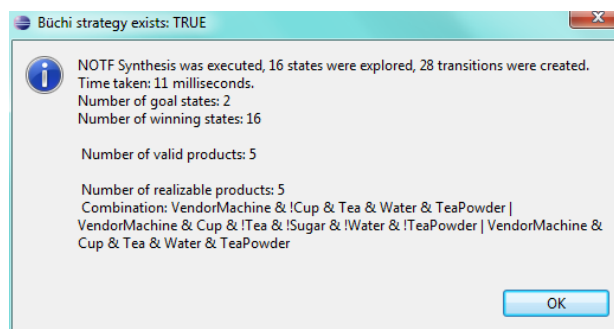 Büchi strategy exists: TRUE
NOTF Synthesis was executed, 16 states were explored, 28 transitions were created.
Time taken: 11 milliseconds.
Number of goal states: 2
Number of winning states: 16
Number of valid products: 5
Number of realizable products: 5
Combination: VendorMachine & !Cup & Tea & Water & TeaPowder |
VendorMachine & Cup & !Tea & !Sugar & !Water & !TeaPowder | VendorMachine &
Cup & Tea & Water & TeaPowder
OK